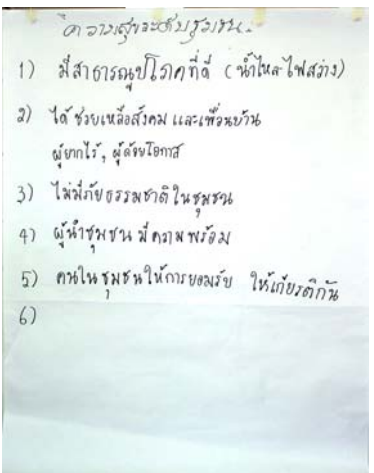 ความสุขระดับชุมชน.
1) มีสาธารณูปโภคที่ดี (น้ำไหล ไฟสว่าง)
2) ได้ช่วยเหลือสังคม และเพื่อนบ้าน
ผู้ยากไร้, ผู้ด้อยโอกาส
3) ไม่มีภัยธรรมชาติในชุมชน
4) ผู้นำชุมชน มีความพร้อม
5) คนในชุมชนให้การยอมรับ ให้เกียรติกัน
6)